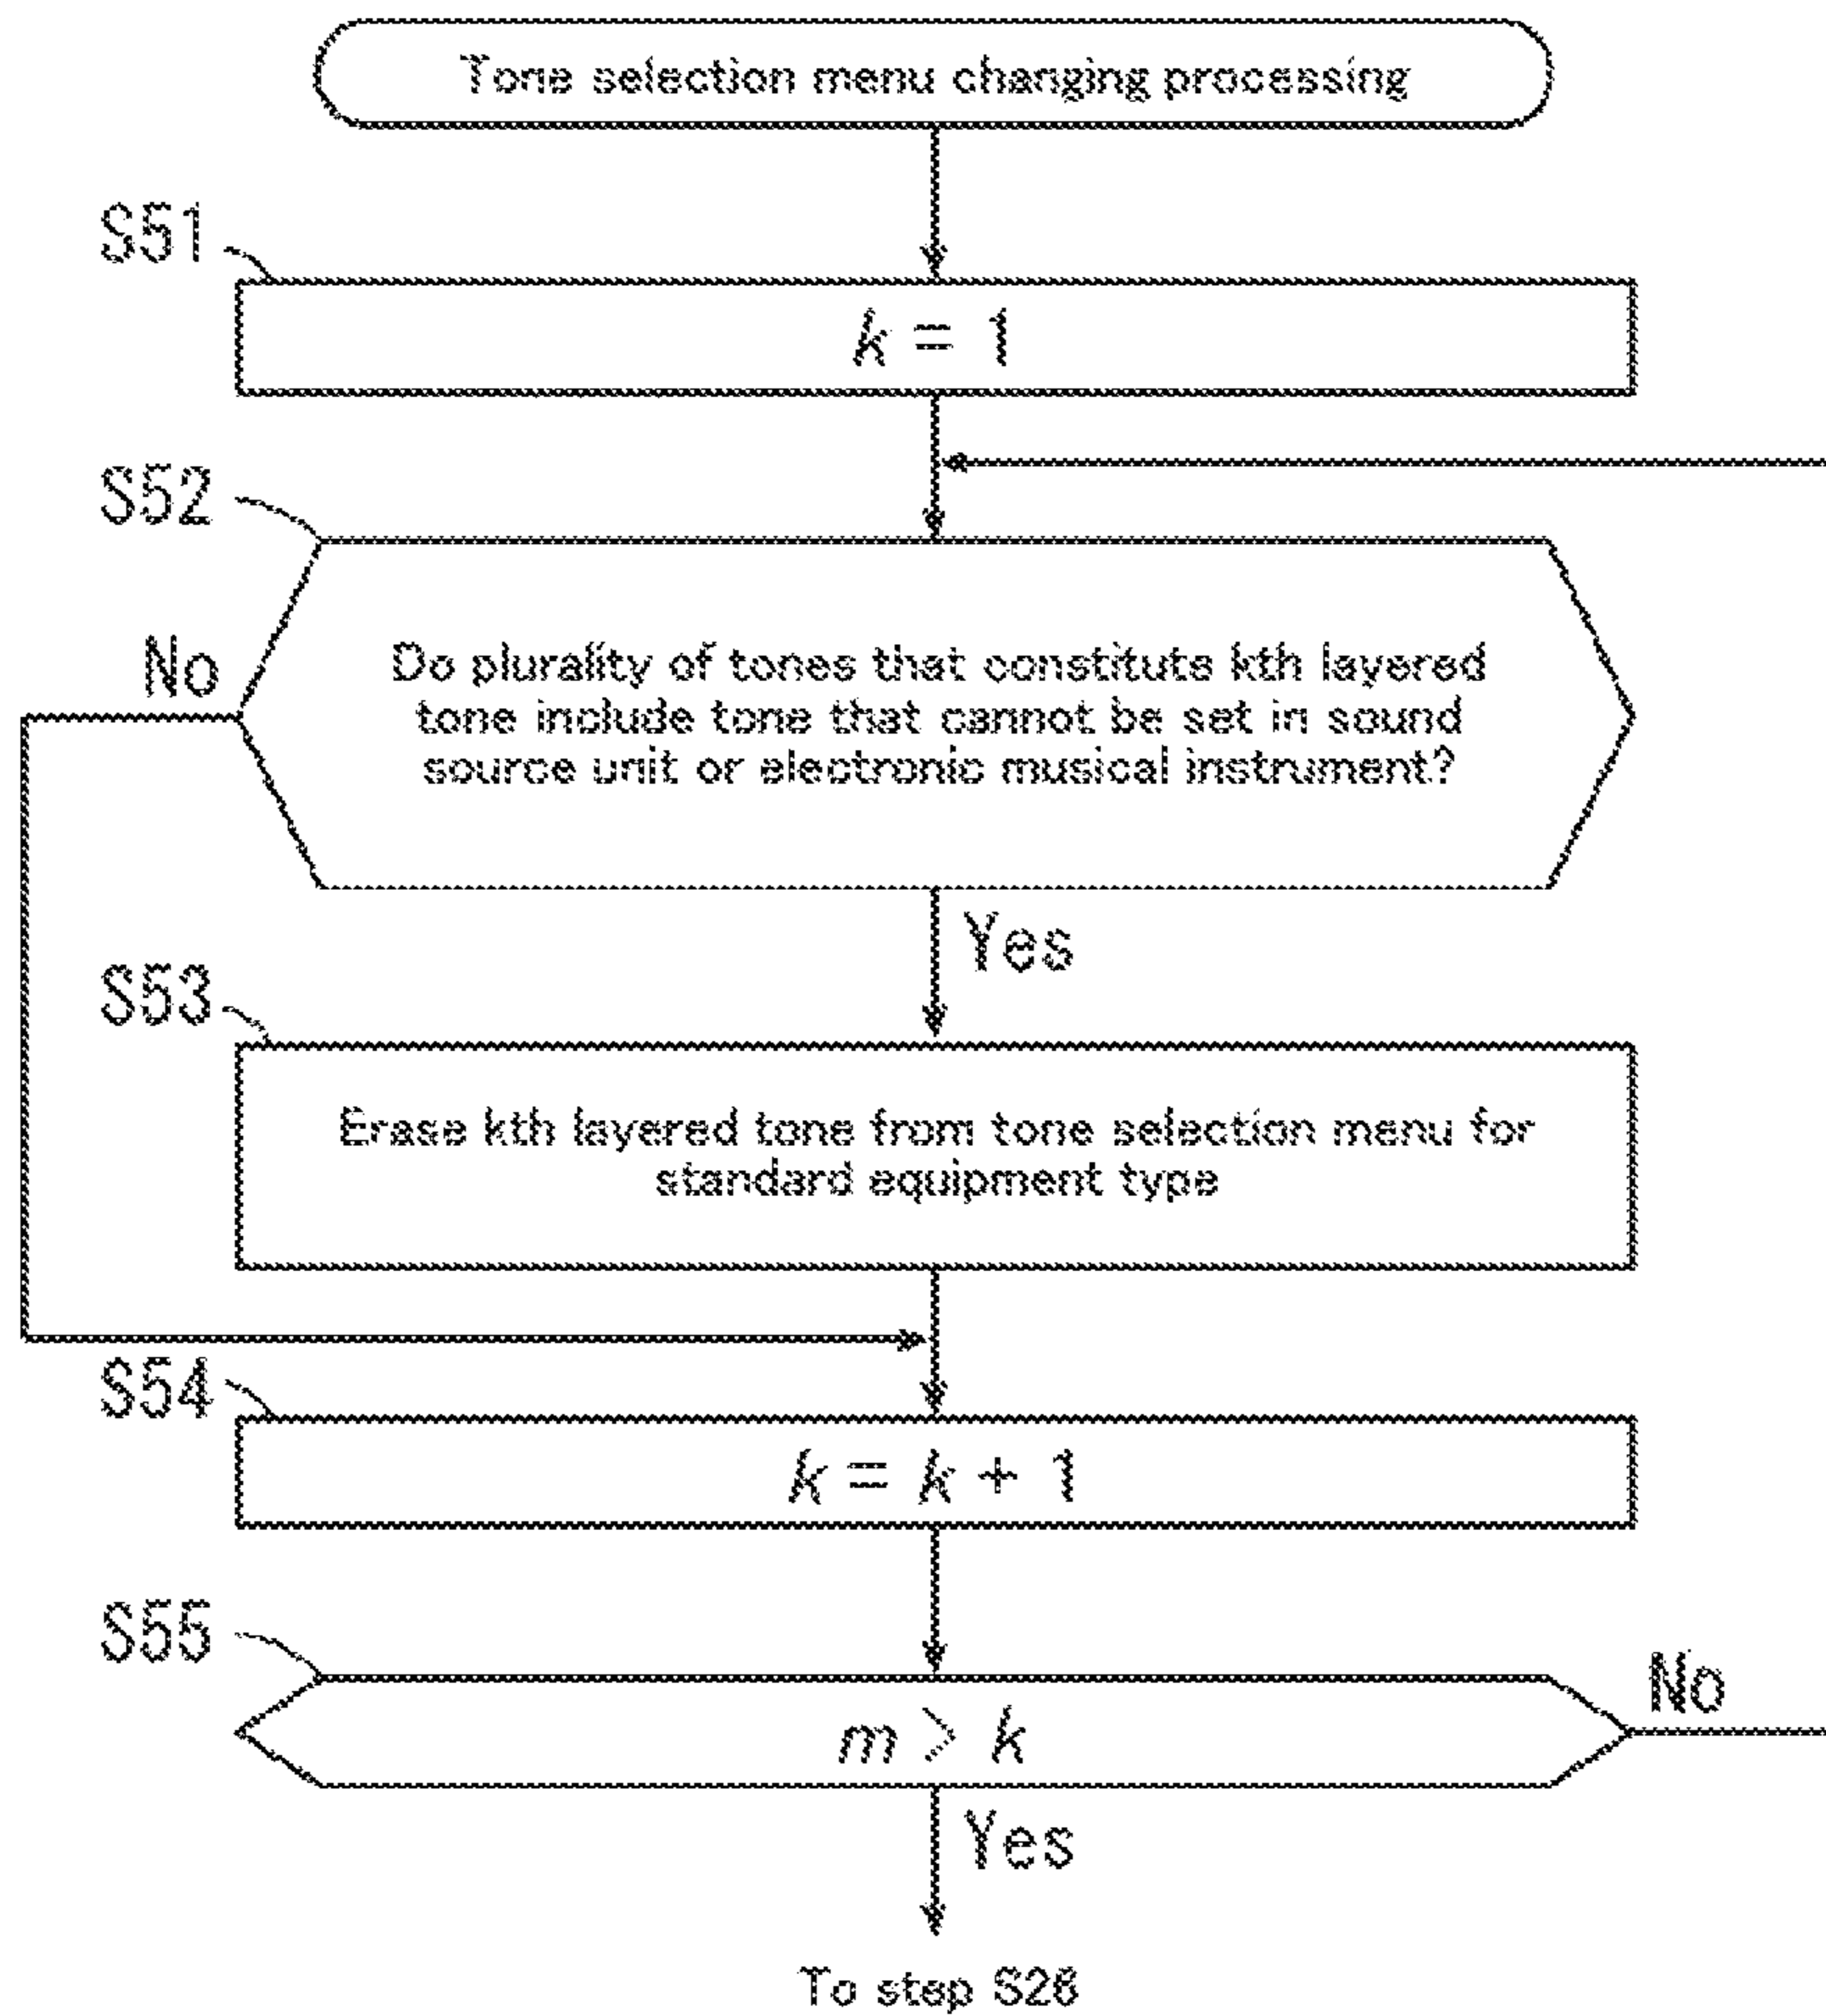 Tone selection menu changing processing
S51
k = 1
S52
No
Do plurality of tones that constitute kth layered
tone include tone that cannot be set in sound
source unit or electronic musical instrument?
Yes
S53
Erase kth layered tone from tone selection menu for
standard equipment type
S54
k = k + 1
S55
No
m > k
Yes
To step S26